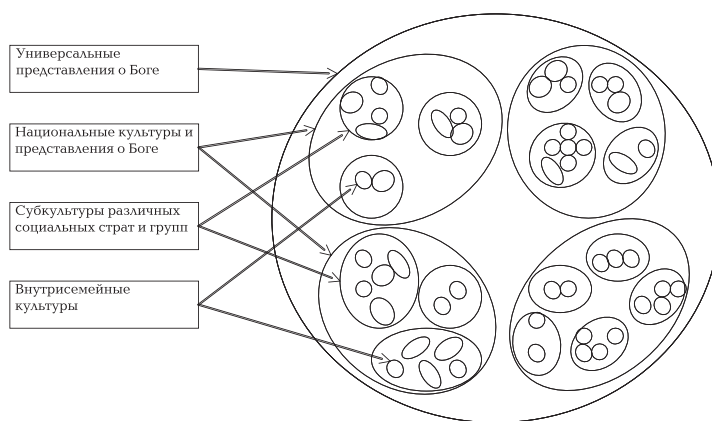 Универсальные
представления о Боге
Национальные культуры и
представления о Боге
Субкультуры различных
социальных страт и групп
Внутрисемейные
культуры